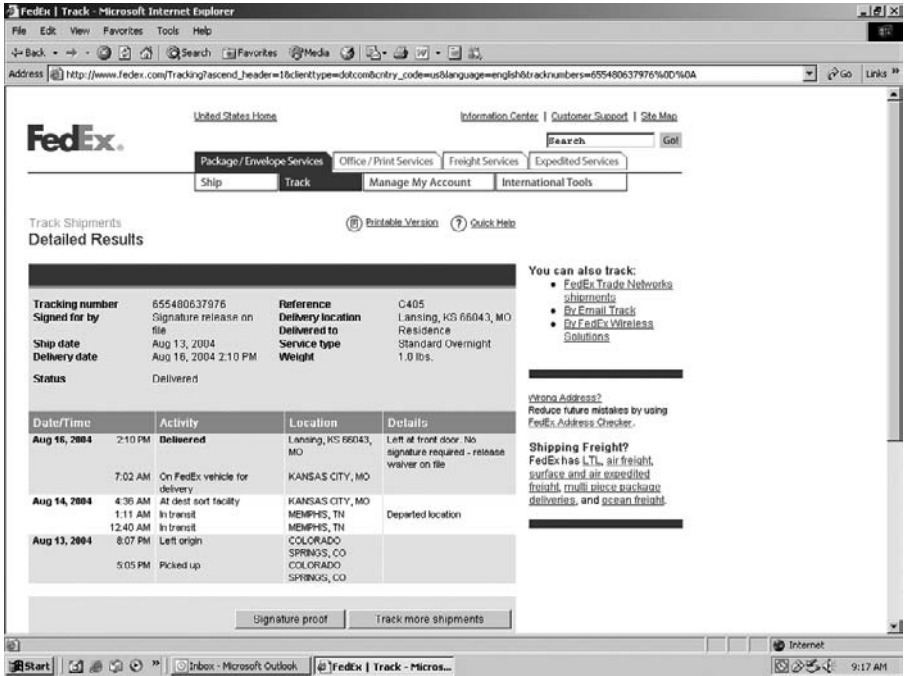 FedEx | Track - Microsoft Internet Explorer
File Edit View Favorites Tools Help
Back Search Favorites Media
Address http://www.fedex.com/Tracking?ascend_header=1&clienttype=dotcom&cntry_code=us&language=english&tracknumbers=655480637976%0D%0A Go Links »
United States Home Information Center | Customer Support | Site Map
FedEx.
Search Go!
Package/Envelope Services Office/Print Services Freight Services Expedited Services
Ship Track Manage My Account International Tools
Track Shipments
Detailed Results
Printable Version ? Quick Help
Tracking number 655480637976
Signed for by Signature release on
file
Ship date Aug 13, 2004
Delivery date Aug 16, 2004 2:10 PM
Status Delivered
Reference C405
Delivery location Lansing, KS 66043, MO
Delivered to Residence
Service type Standard Overnight
Weight 1.0 lbs.
Date/Time Activity Location Details
Aug 16, 2004 2:10 PM Delivered Lansing, KS 66043, MO Left at front door. No signature required - release waiver on file
7:02 AM On FedEx vehicle for delivery KANSAS CITY, MO
Aug 14, 2004 4:36 AM At dest sort facility KANSAS CITY, MO
1:11 AM In transit MEMPHIS, TN Departed location
12:40 AM In transit MEMPHIS, TN
Aug 13, 2004 8:07 PM Left origin COLORADO SPRINGS, CO
5:05 PM Picked up COLORADO SPRINGS, CO
Signature proof Track more shipments
You can also track:
• FedEx Trade Networks
shipments
• By Email Track
• By FedEx Wireless
Solutions
Wrong Address?
Reduce future mistakes by using
FedEx Address Checker.
Shipping Freight?
FedEx has LTL, air freight,
surface and air expedited
freight, multi piece package
deliveries, and ocean freight.
Internet
Start » Inbox - Microsoft Outlook FedEx | Track - Micros... 9:17 AM